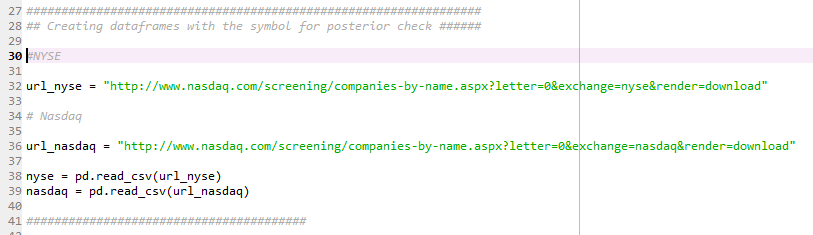 27 #################################################################
28 ## Creating dataframes with the symbol for posterior check ######
29
30 #NYSE
31
32 url_nyse = "http://www.nasdaq.com/screening/companies-by-name.aspx?letter=0&exchange=nyse&render=download"
33
34 # Nasdaq
35
36 url_nasdaq = "http://www.nasdaq.com/screening/companies-by-name.aspx?letter=0&exchange=nasdaq&render=download"
37
38 nyse = pd.read_csv(url_nyse)
39 nasdaq = pd.read_csv(url_nasdaq)
40
41 ########################################